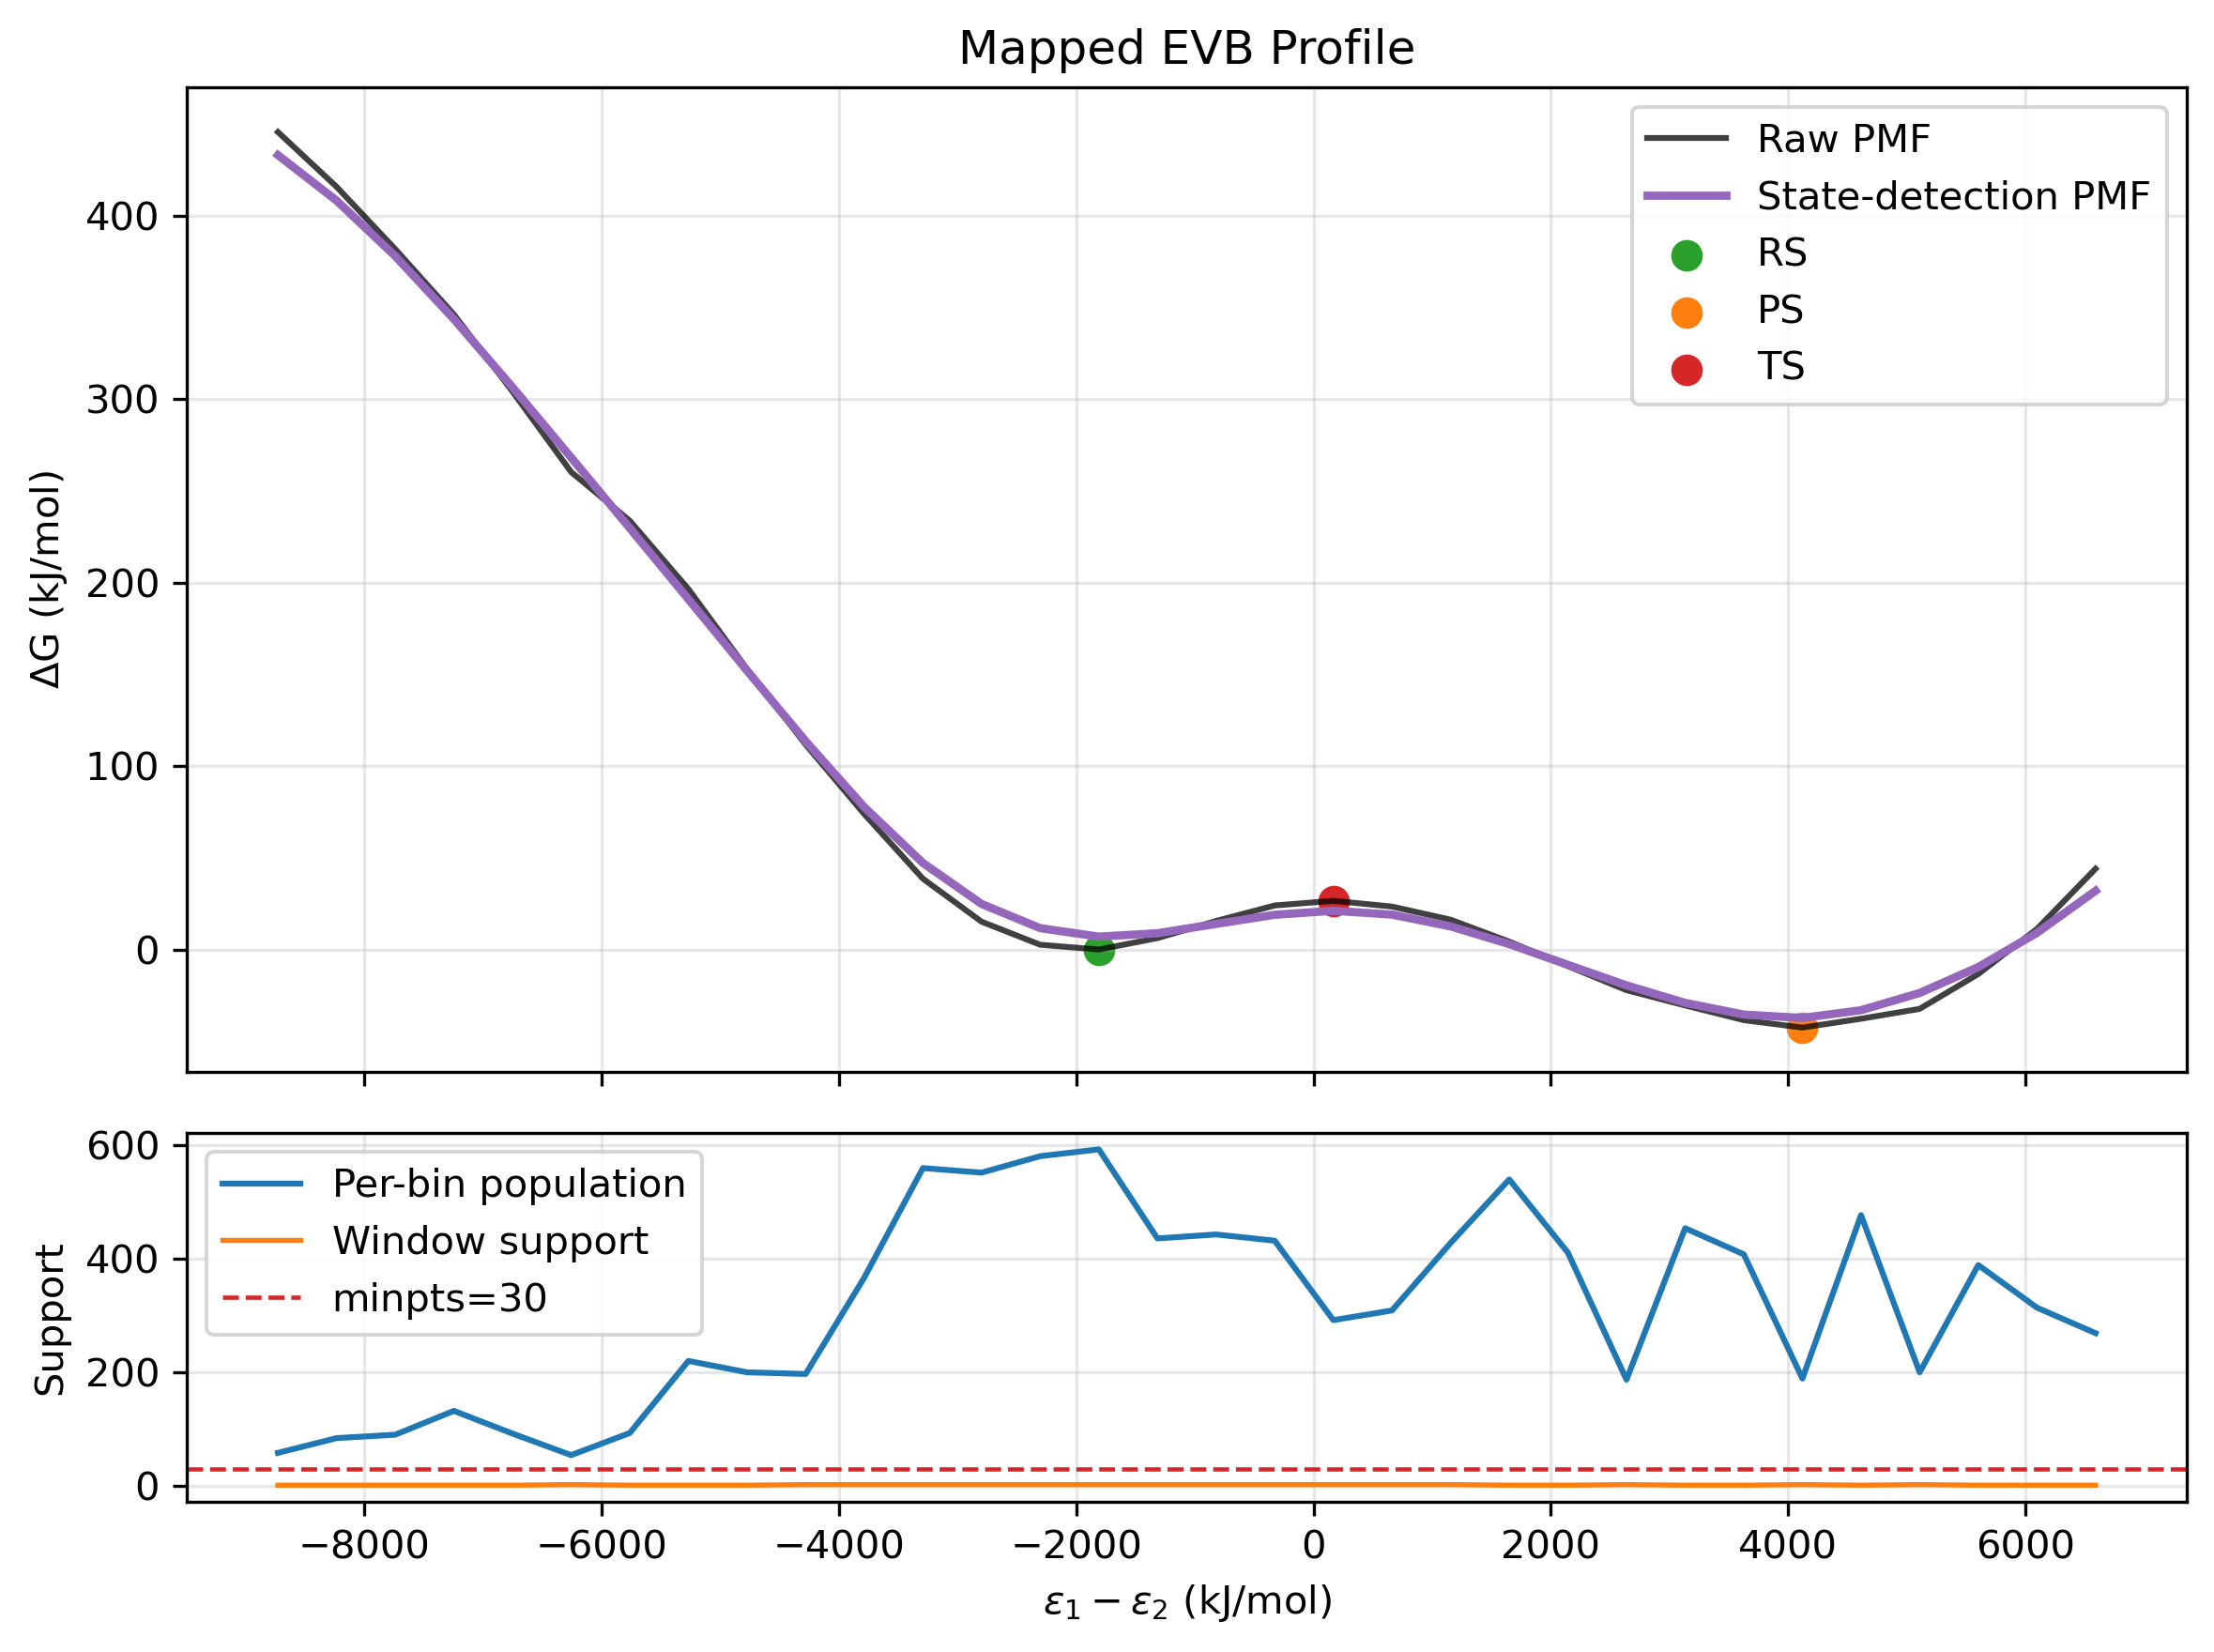 Mapped EVB Profile
ΔG (kJ/mol)
400
300
200
100
0
Raw PMF
State-detection PMF
RS
PS
TS
Support
600
400
200
0
Per-bin population
Window support
minpts=30
−8000 −6000 −4000 −2000 0 2000 4000 6000
ε₁ − ε₂ (kJ/mol)